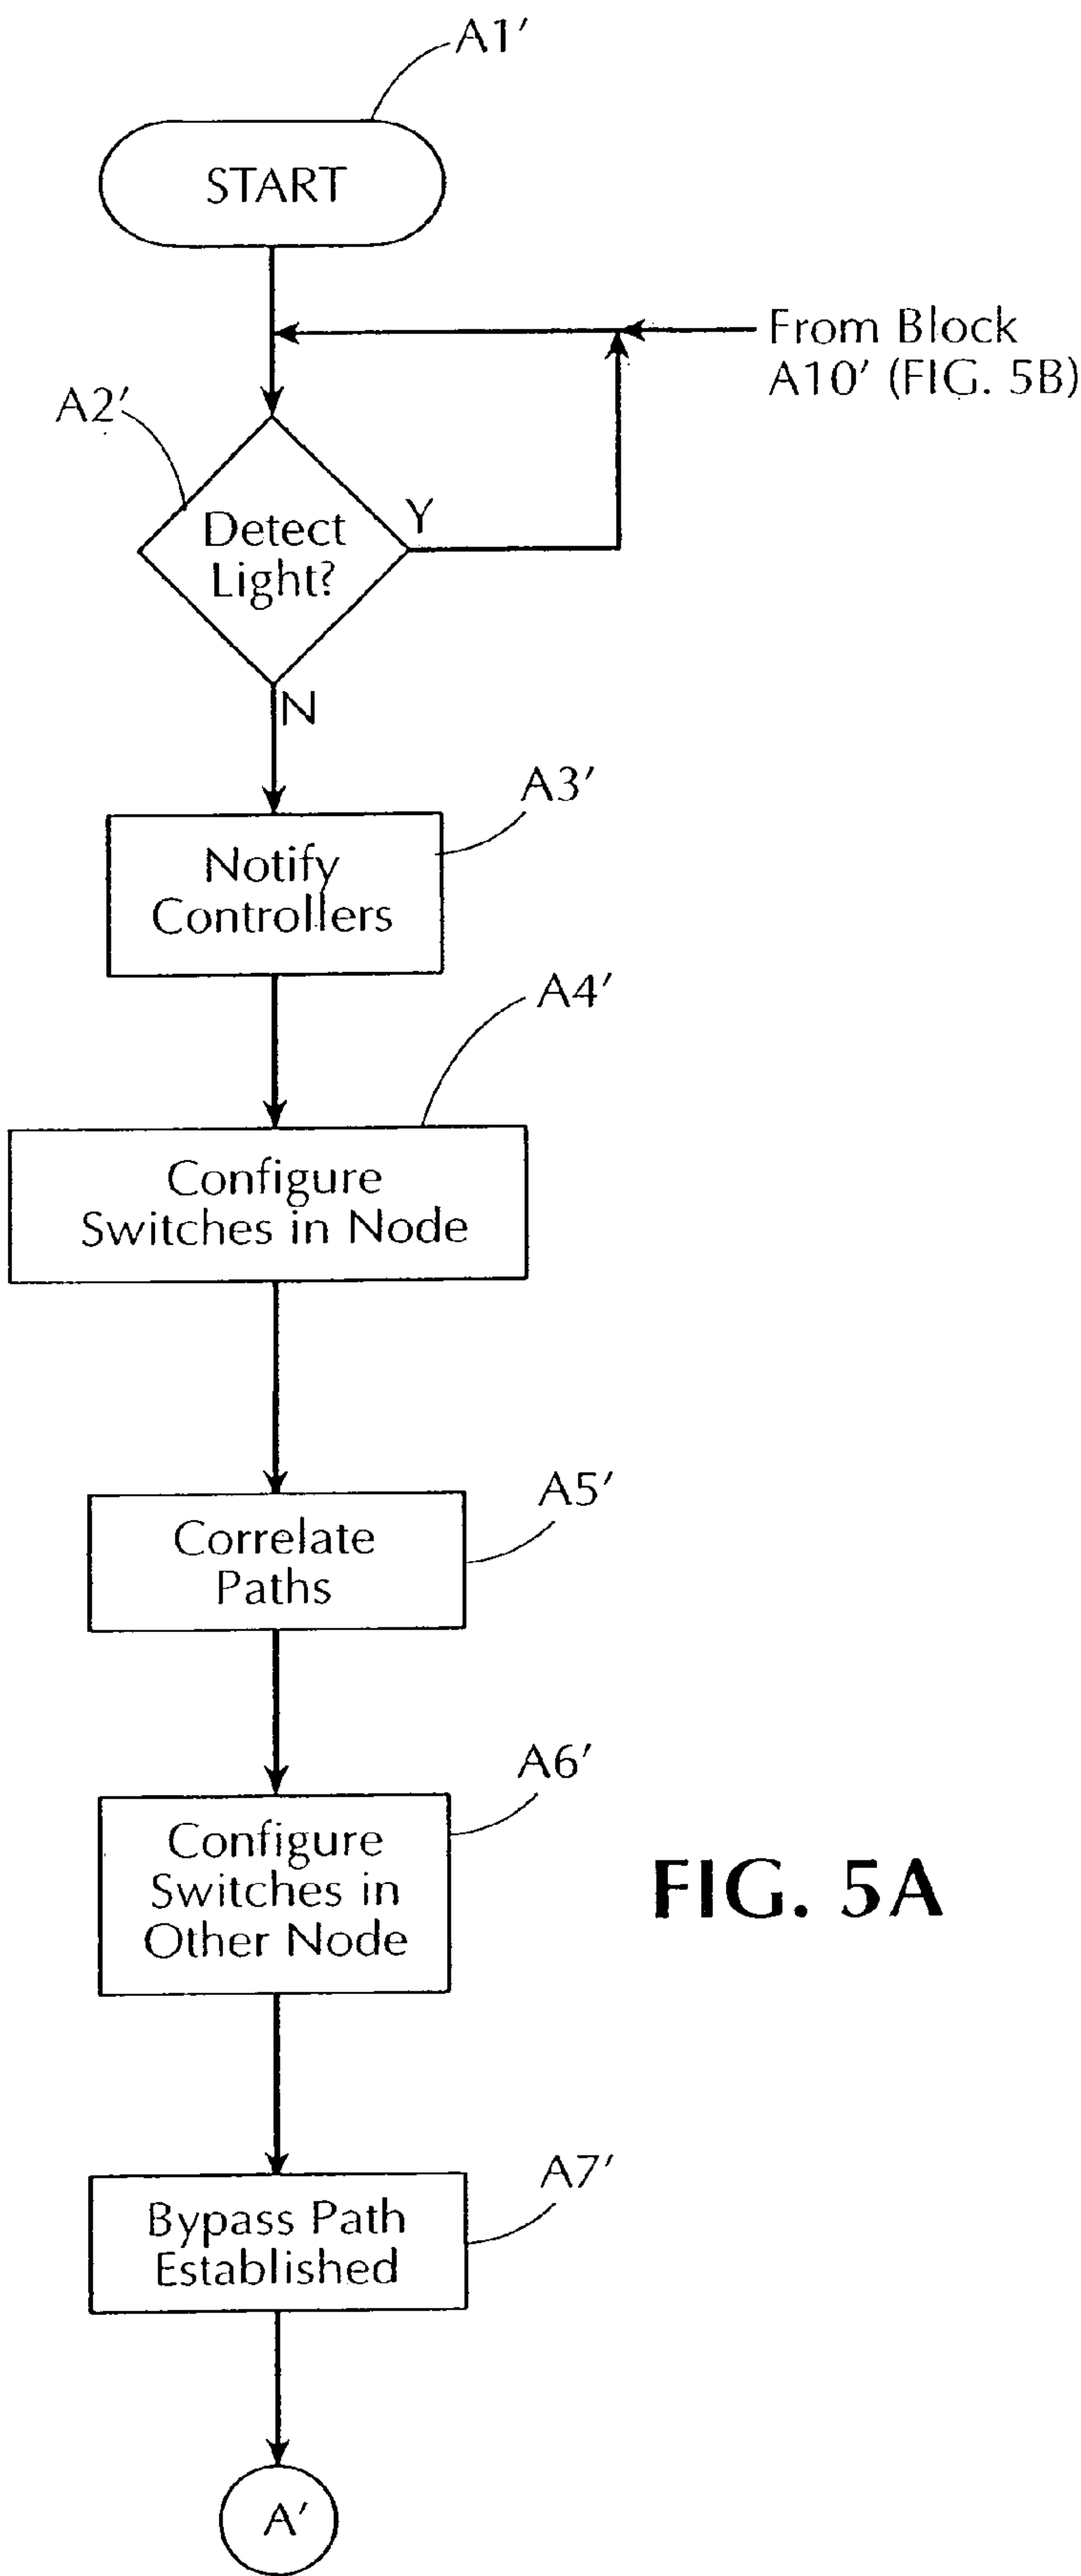 A1′
START
From Block
A10′ (FIG. 5B)
A2′
Detect
Light?
Y
N
A3′
Notify
Controllers
A4′
Configure
Switches in Node
A5′
Correlate
Paths
A6′
Configure
Switches in
Other Node
FIG. 5A
A7′
Bypass Path
Established
A′